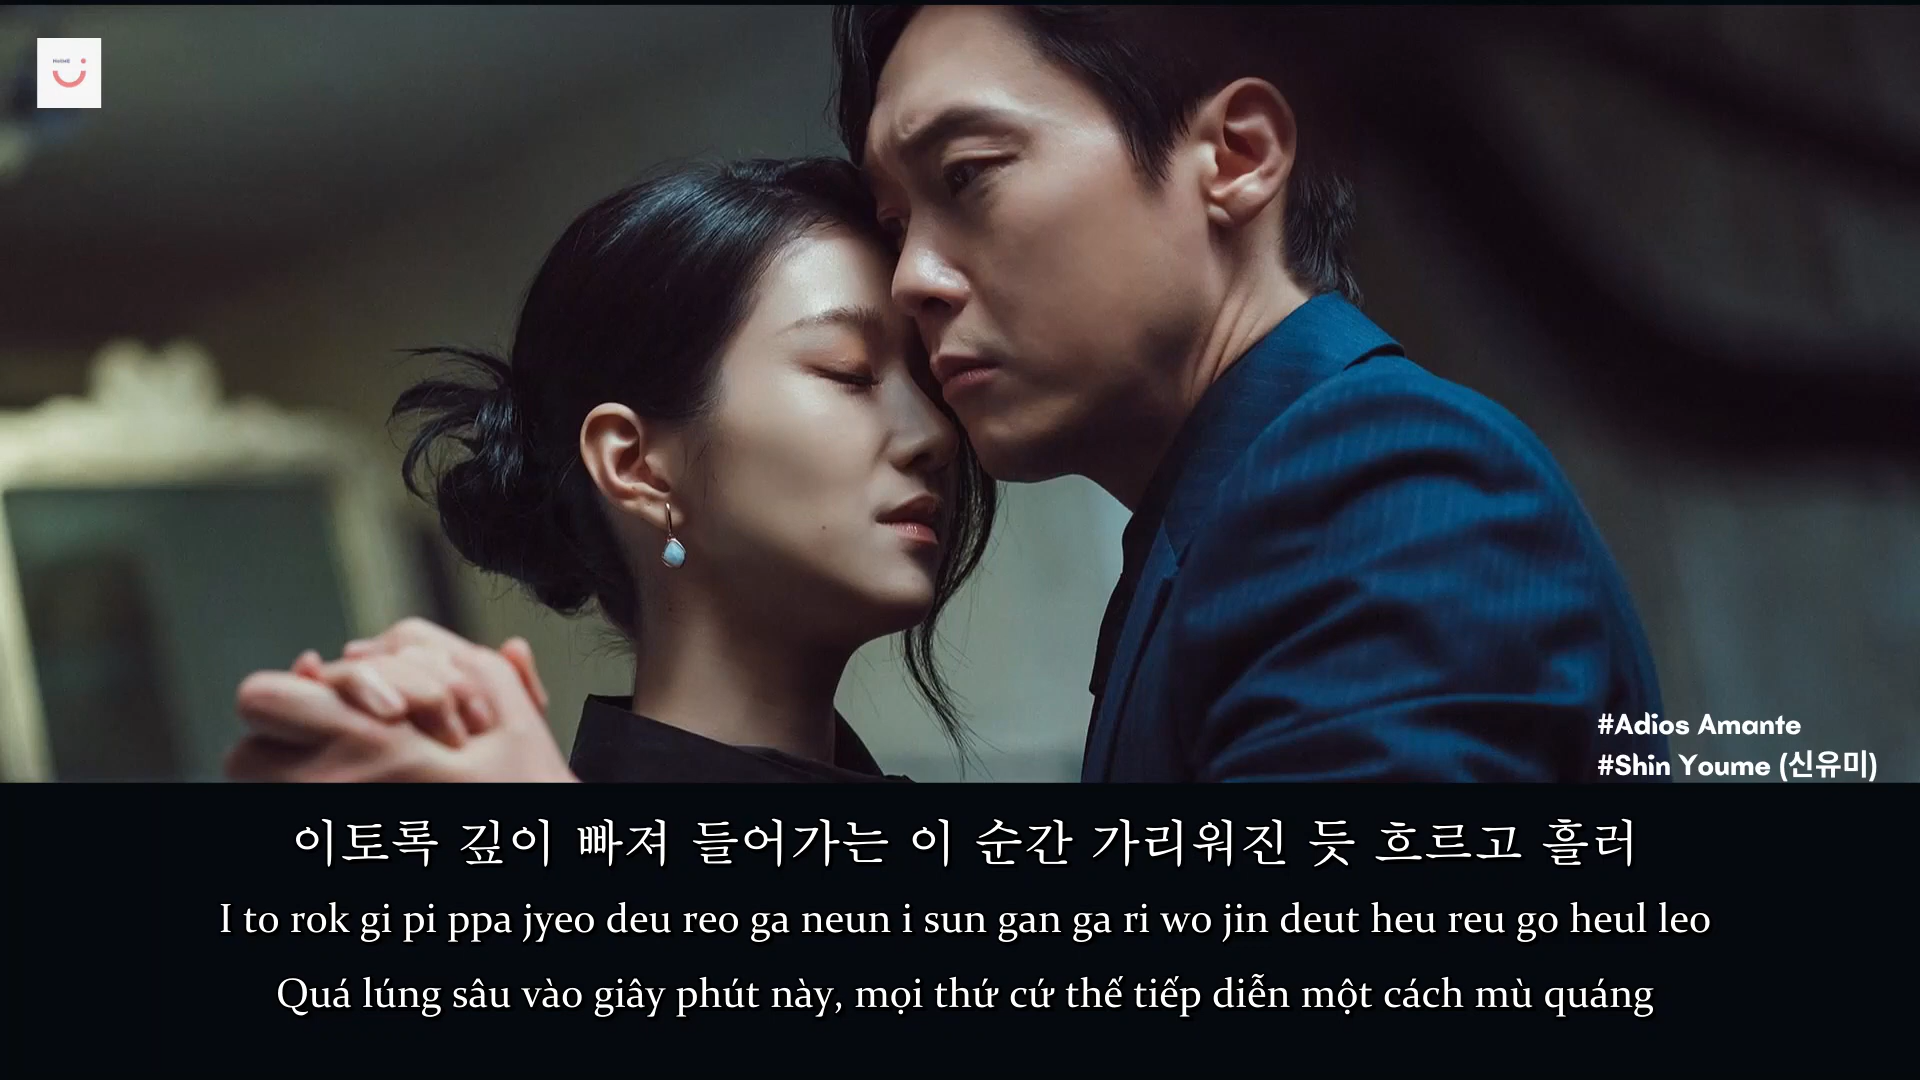 #Adios Amante
#Shin Youme (신유미)
이토록 깊이 빠져 들어가는 이 순간 가리워진 듯 흐르고 흘러
I to rok gi pi ppa jyeo deu reo ga neun i sun gan ga ri wo jin deut heu reu go heul leo
Quá lúng sâu vào giây phút này, mọi thứ cứ thế tiếp diễn một cách mù quáng